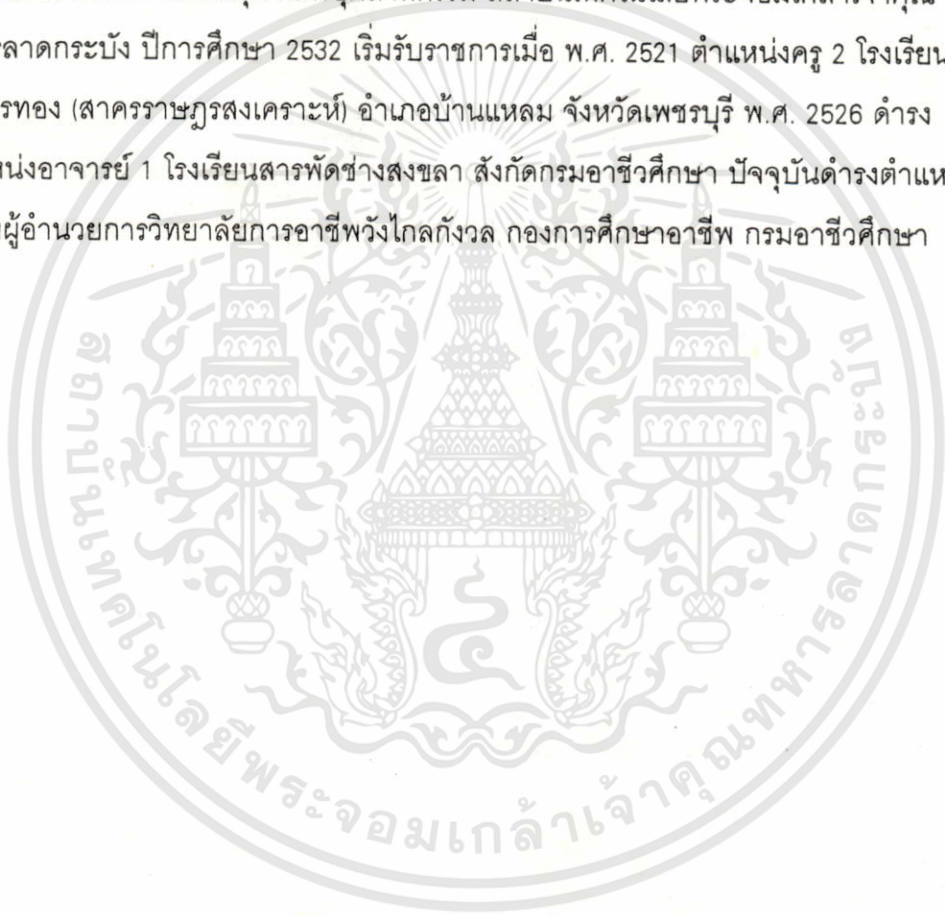 ลาดกระบัง ปีการศึกษา 2532 เริ่มรับราชการเมื่อ พ.ศ. 2521 ตำแหน่งครู 2 โรงเรียน
รทอง (สาครราษฎรสงเคราะห์) อำเภอบ้านแหลม จังหวัดเพชรบุรี พ.ศ. 2526 ดำรง
น่งอาจารย์ 1 โรงเรียนสารพัดช่างสงขลา สังกัดกรมอาชีวศึกษา ปัจจุบันดำรงตำแห
ผู้อำนวยการวิทยาลัยการอาชีพวังไกลกังวล กองการศึกษาอาชีพ กรมอาชีวศึกษา
สถาบันเทคโนโลยีพระจอมเกล้าเจ้าคุณทหารลาดกระบัง
๔